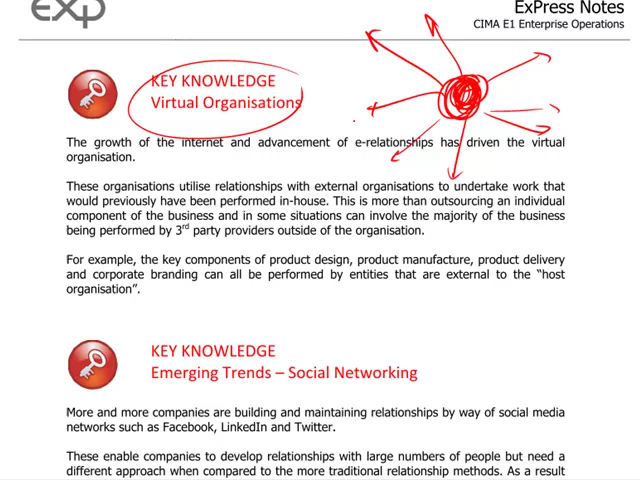 exp
ExPress Notes
CIMA E1 Enterprise Operations
KEY KNOWLEDGE
Virtual Organisations
The growth of the internet and advancement of e-relationships has driven the virtual
organisation.
These organisations utilise relationships with external organisations to undertake work that
would previously have been performed in-house. This is more than outsourcing an individual
component of the business and in some situations can involve the majority of the business
being performed by 3rd party providers outside of the organisation.
For example, the key components of product design, product manufacture, product delivery
and corporate branding can all be performed by entities that are external to the “host
organisation”.
KEY KNOWLEDGE
Emerging Trends – Social Networking
More and more companies are building and maintaining relationships by way of social media
networks such as Facebook, LinkedIn and Twitter.
These enable companies to develop relationships with large numbers of people but need a
different approach when compared to the more traditional relationship methods. As a result